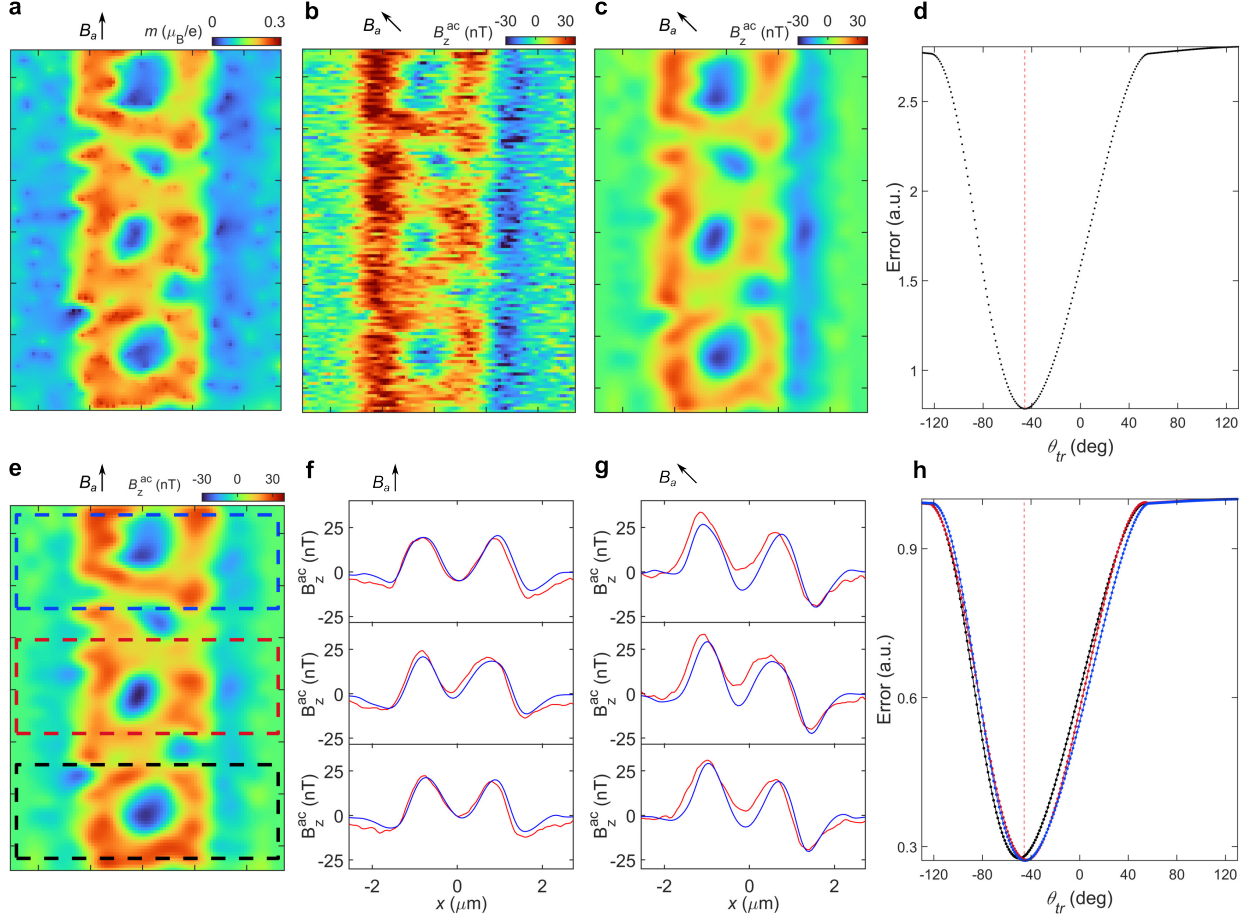 a
B_a
m (μ_B/e)
0
0.3
b
B_a
B_z^ac (nT)
-30
0
30
c
B_a
B_z^ac (nT)
-30
0
30
d
Error (a.u.)
2.5
2
1.5
1
-120 -80 -40 0 40 80 120
θ_tr (deg)
e
B_a
B_z^ac (nT)
-30
0
30
f
B_a
B_z^ac (nT)
25
0
-25
B_z^ac (nT)
25
0
-25
B_z^ac (nT)
25
0
-25
-2 0 2
x (μm)
g
B_a
B_z^ac (nT)
25
0
25
B_z^ac (nT)
25
0
-25
B_z^ac (nT)
25
0
-25
-2 0 2
x (μm)
h
Error (a.u.)
0.9
0.6
0.3
-120 -80 -40 0 40 80 120
θ_tr (deg)